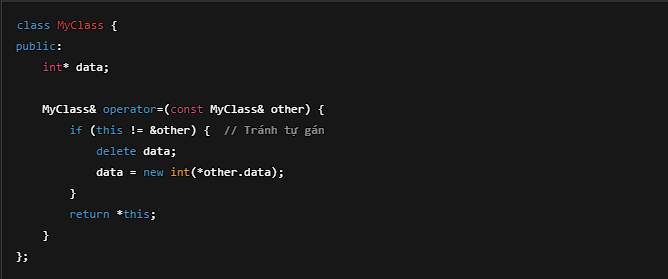 class MyClass {
public:
    int* data;

    MyClass& operator=(const MyClass& other) {
        if (this != &other) {  // Tránh tự gán
            delete data;
            data = new int(*other.data);
        }
        return *this;
    }
};